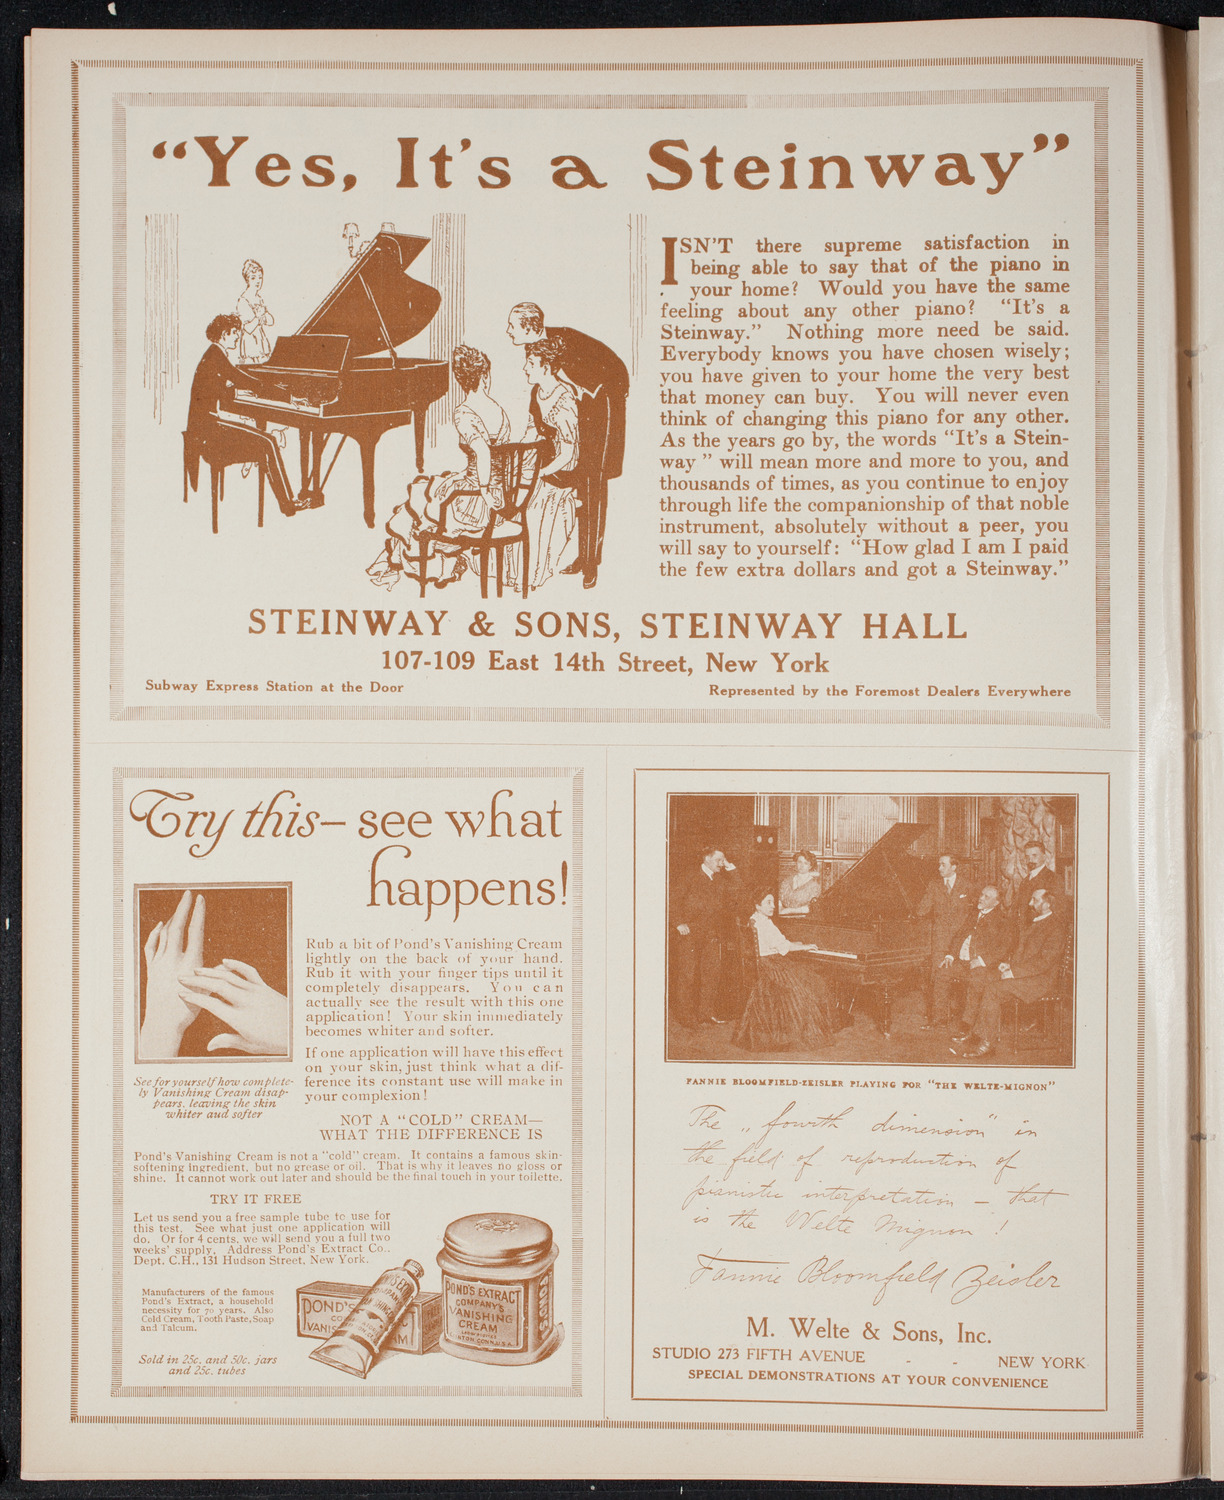 "Yes, It's a Steinway"
ISN'T there supreme satisfaction in
being able to say that of the piano in
your home? Would you have the same
feeling about any other piano? "It's a
Steinway." Nothing more need be said.
Everybody knows you have chosen wisely;
you have given to your home the very best
that money can buy. You will never even
think of changing this piano for any other.
As the years go by, the words "It's a Stein-
way" will mean more and more to you, and
thousands of times, as you continue to enjoy
through life the companionship of that noble
instrument, absolutely without a peer, you
will say to yourself: "How glad I am I paid
the few extra dollars and got a Steinway."
STEINWAY & SONS, STEINWAY HALL
107-109 East 14th Street, New York
Subway Express Station at the Door
Represented by the Foremost Dealers Everywhere
Try this—see what
happens!
Rub a bit of Pond's Vanishing Cream
lightly on the back of your hand.
Rub it with your finger tips until it
completely disappears. You can
actually see the result with this one
application! Your skin immediately
becomes whiter and softer.
If one application will have this effect
on your skin, just think what a dif-
ference its constant use will make in
your complexion!
See for yourself how complete-
ly Vanishing Cream disap-
pears, leaving the skin
whiter and softer
NOT A "COLD" CREAM—
WHAT THE DIFFERENCE IS
Pond's Vanishing Cream is not a "cold" cream. It contains a famous skin-
softening ingredient, but no grease or oil. That is why it leaves no gloss or
shine. It cannot work out later and should be the final touch in your toilette.
TRY IT FREE
Let us send you a free sample tube to use for
this test. See what just one application will
do. Or for 4 cents, we will send you a full two
weeks' supply. Address Pond's Extract Co.,
Dept. C.H., 131 Hudson Street, New York.
Manufacturers of the famous
Pond's Extract, a household
necessity for 70 years. Also
Cold Cream, Tooth Paste, Soap
and Talcum.
Sold in 25c. and 50c. jars
and 25c. tubes
POND'S EXTRACT
COMPANY'S
VANISHING
CREAM
POND'S
FANNIE BLOOMFIELD-ZEISLER PLAYING FOR "THE WELTE-MIGNON"
The "fourth dimension" in
the field of reproduction of
pianistic interpretation — that
is the Welte Mignon!
Fannie Bloomfield Zeisler
M. Welte & Sons, Inc.
STUDIO 273 FIFTH AVENUE - - NEW YORK
SPECIAL DEMONSTRATIONS AT YOUR CONVENIENCE